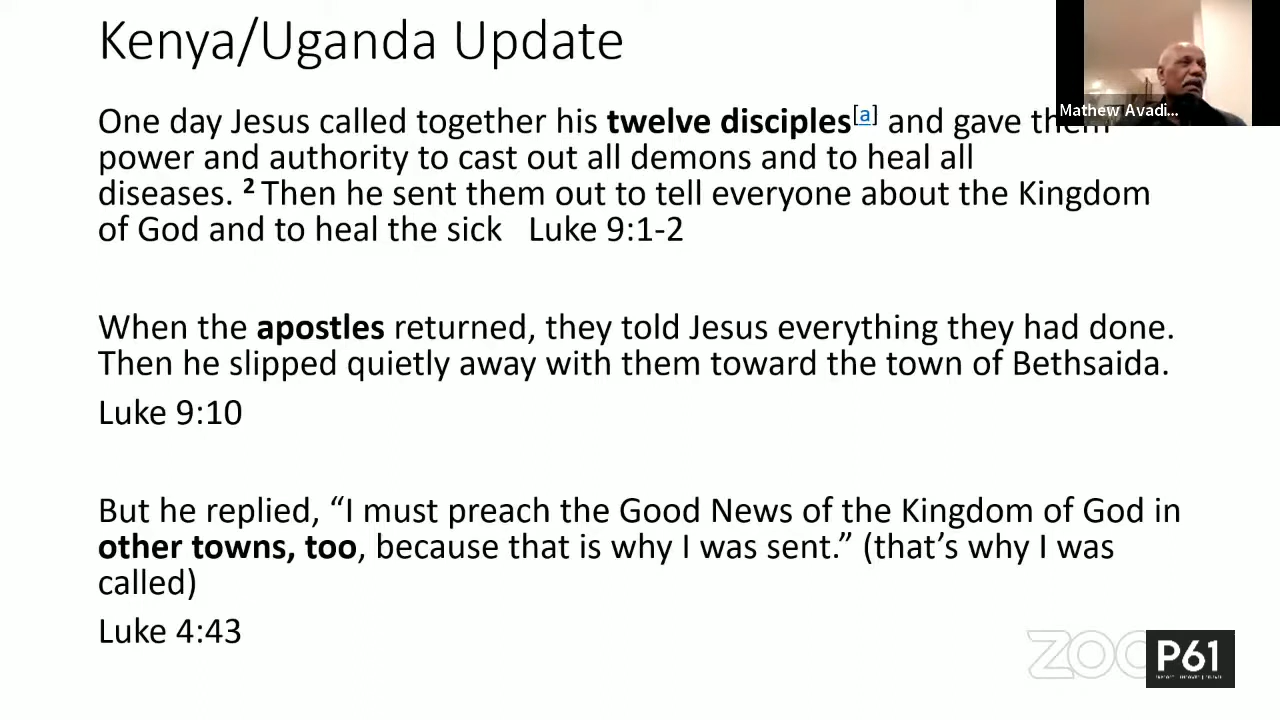 Kenya/Uganda Update
One day Jesus called together his twelve disciples[a] and gave them
power and authority to cast out all demons and to heal all
diseases. 2 Then he sent them out to tell everyone about the Kingdom
of God and to heal the sick   Luke 9:1-2
When the apostles returned, they told Jesus everything they had done.
Then he slipped quietly away with them toward the town of Bethsaida.
Luke 9:10
But he replied, “I must preach the Good News of the Kingdom of God in
other towns, too, because that is why I was sent.” (that’s why I was
called)
Luke 4:43
Mathew Avadi...
ZOO
P61